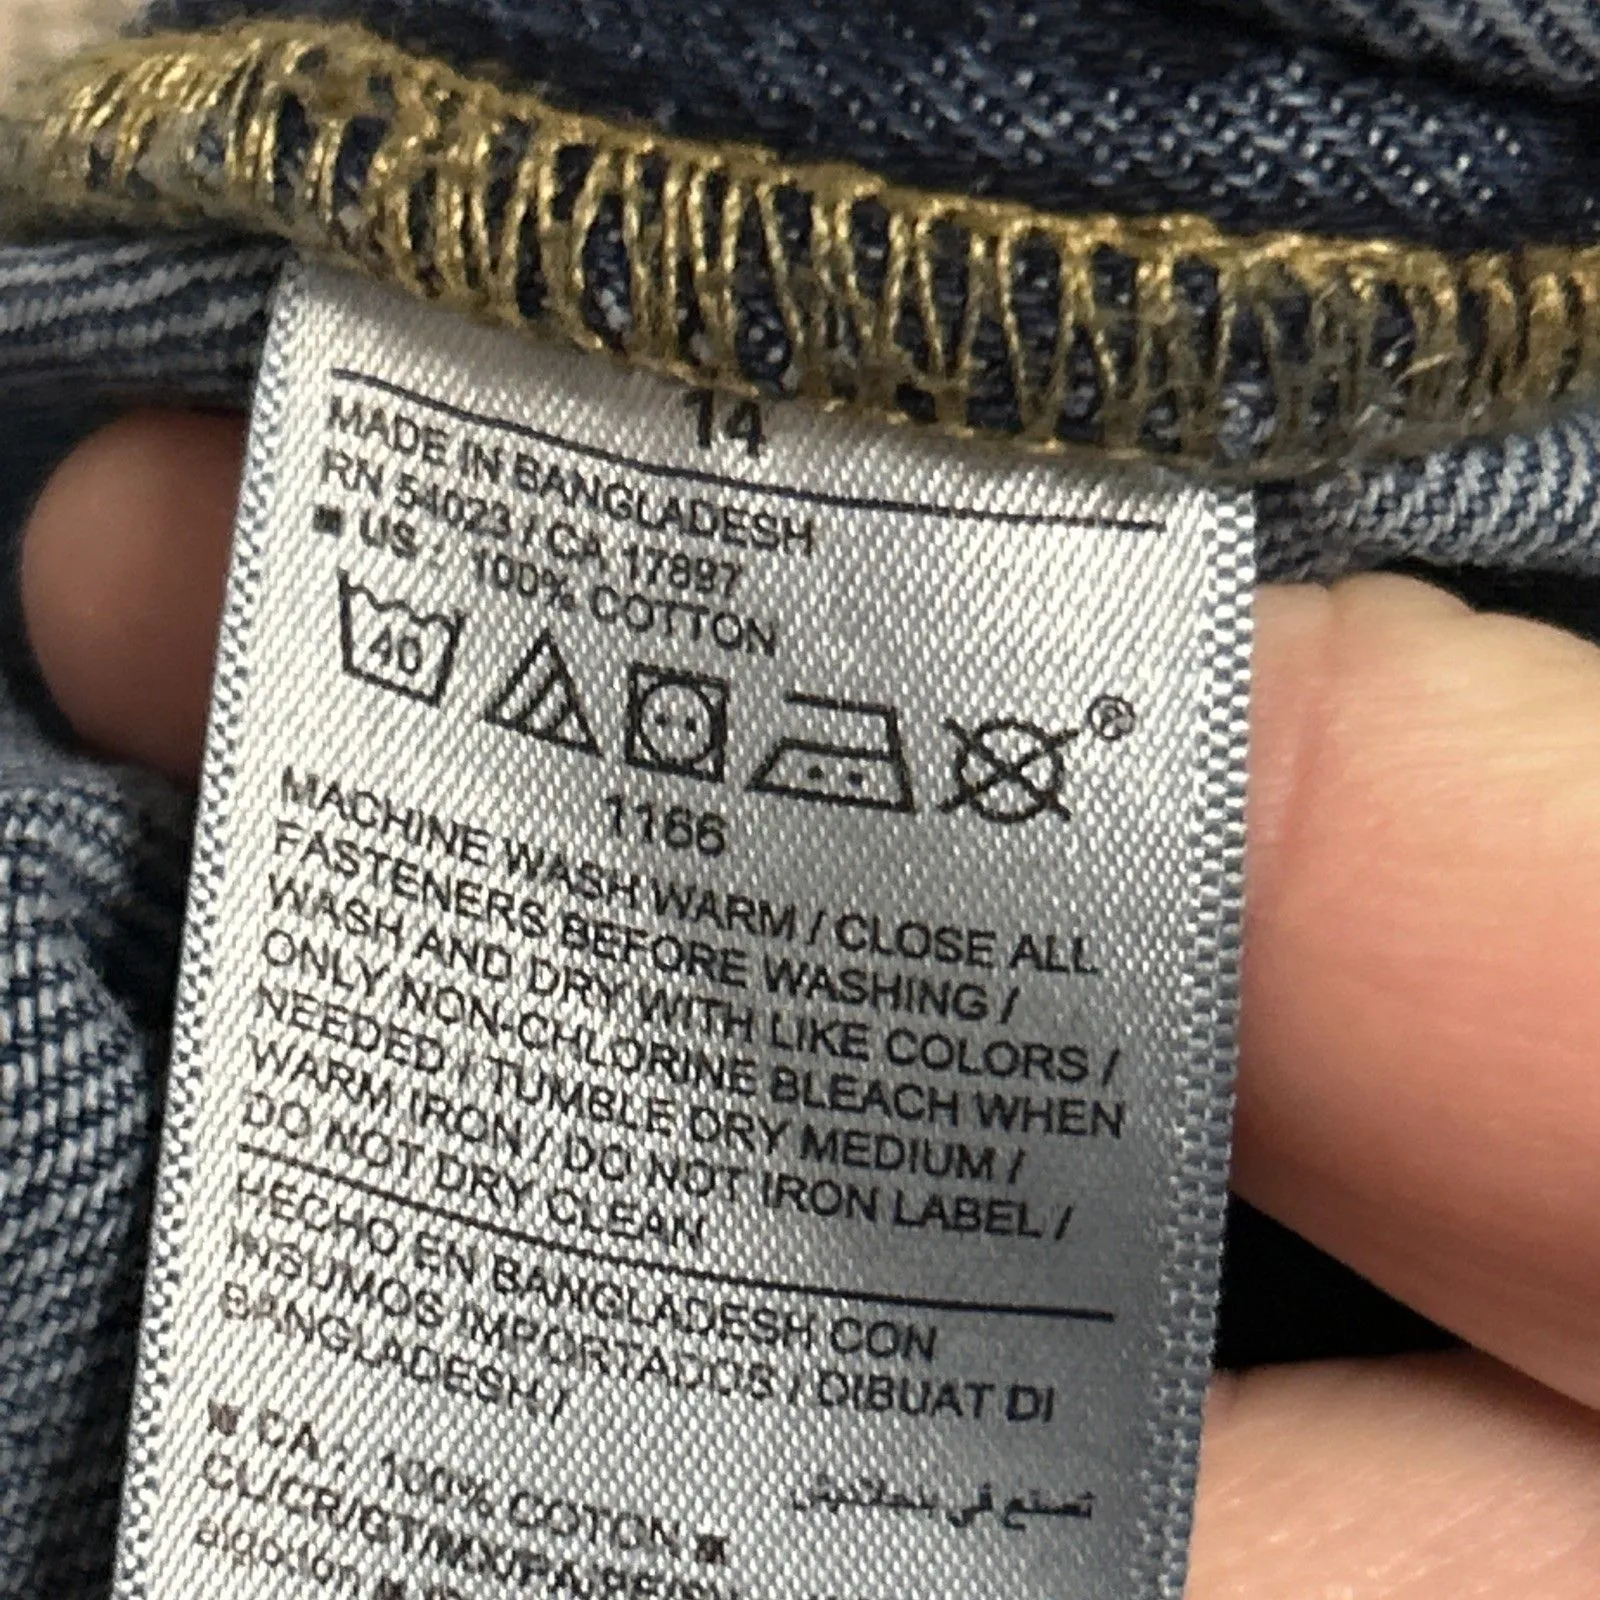 14
MADE IN BANGLADESH
RN 54023 / CA 17897
■ US : 100% COTTON
40
P
1166
MACHINE WASH WARM / CLOSE ALL
FASTENERS BEFORE WASHING /
WASH AND DRY WITH LIKE COLORS /
ONLY NON-CHLORINE BLEACH WHEN
NEEDED / TUMBLE DRY MEDIUM /
WARM IRON / DO NOT IRON LABEL /
DO NOT DRY CLEAN
HECHO EN BANGLADESH CON
INSUMOS IMPORTADOS / DIBUAT DI
BANGLADESH /
تصنع في بنجلاديش
■ CA : 100% COTON ■